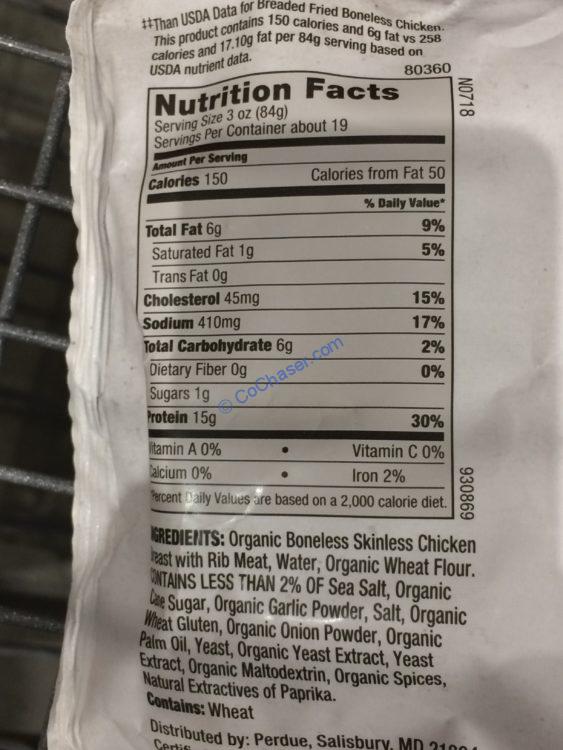 ‡‡Than USDA Data for Breaded Fried Boneless Chicken.
This product contains 150 calories and 6g fat vs 258
calories and 17.10g fat per 84g serving based on
USDA nutrient data.
80360
N0718
Nutrition Facts
Serving Size 3 oz (84g)
Servings Per Container about 19
Amount Per Serving
Calories 150 Calories from Fat 50
% Daily Value*
Total Fat 6g 9%
Saturated Fat 1g 5%
Trans Fat 0g
Cholesterol 45mg 15%
Sodium 410mg 17%
Total Carbohydrate 6g 2%
Dietary Fiber 0g 0%
Sugars 1g
© CoChaser.com
Protein 15g 30%
itamin A 0% • Vitamin C 0%
alcium 0% • Iron 2%
Percent Daily Values are based on a 2,000 calorie diet.
930869
GREDIENTS: Organic Boneless Skinless Chicken
reast with Rib Meat, Water, Organic Wheat Flour.
ONTAINS LESS THAN 2% OF Sea Salt, Organic
Cane Sugar, Organic Garlic Powder, Salt, Organic
Wheat Gluten, Organic Onion Powder, Organic
Palm Oil, Yeast, Organic Yeast Extract, Yeast
Extract, Organic Maltodextrin, Organic Spices,
Natural Extractives of Paprika.
Contains: Wheat
Distributed by: Perdue, Salisbury, MD